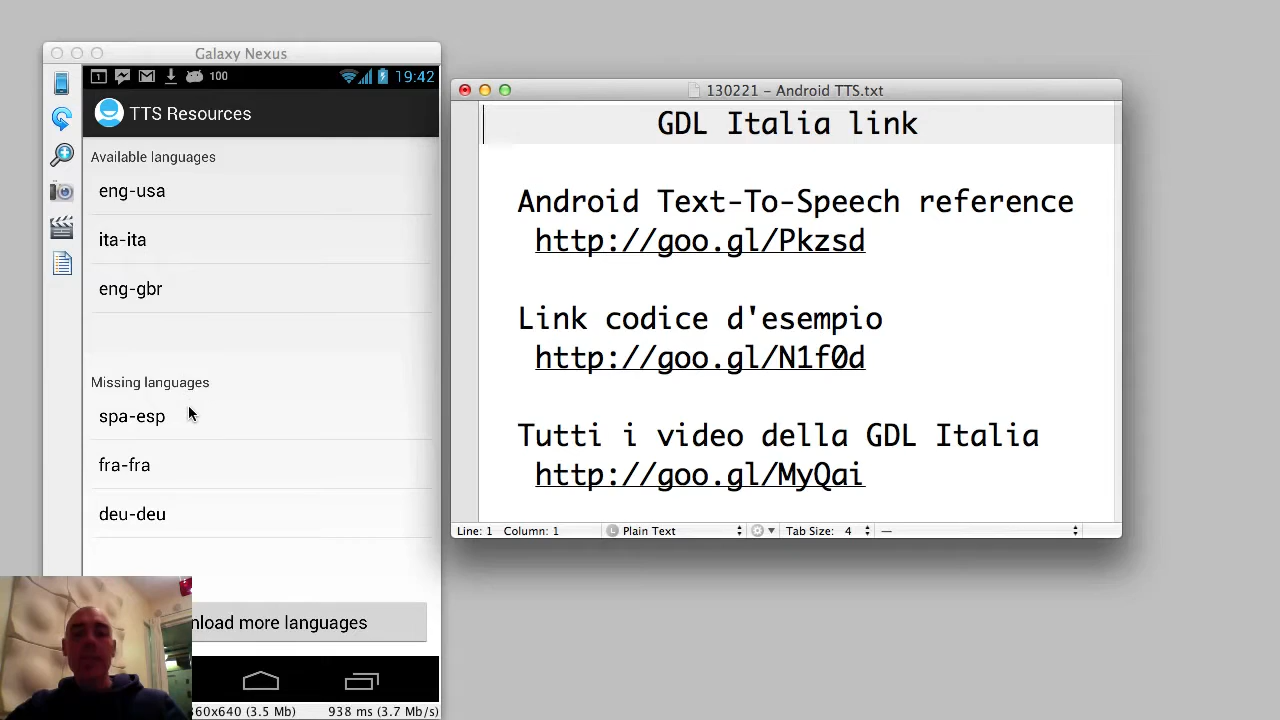 Galaxy Nexus
1
100
19:42
TTS Resources
Available languages
eng-usa
ita-ita
eng-gbr
Missing languages
spa-esp
fra-fra
deu-deu
nload more languages
60x640 (3.5 Mb)
938 ms (3.7 Mb/s)
130221 – Android TTS.txt
GDL Italia link
Android Text-To-Speech reference
http://goo.gl/Pkzsd
Link codice d'esempio
http://goo.gl/N1f0d
Tutti i video della GDL Italia
http://goo.gl/MyQai
Line: 1 Column: 1
L Plain Text
Tab Size: 4
—